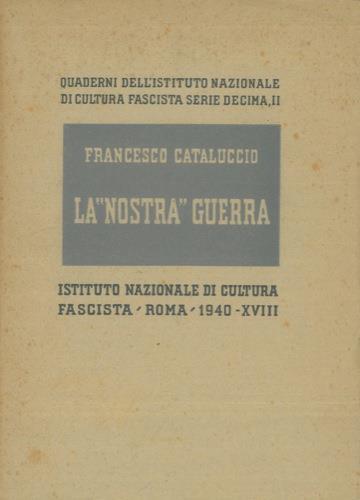 QUADERNI DELL'ISTITUTO NAZIONALE
DI CULTURA FASCISTA SERIE DECIMA, II
FRANCESCO CATALUCCIO
LA "NOSTRA" GUERRA
ISTITUTO NAZIONALE DI CULTURA
FASCISTA - ROMA - 1940 - XVIII